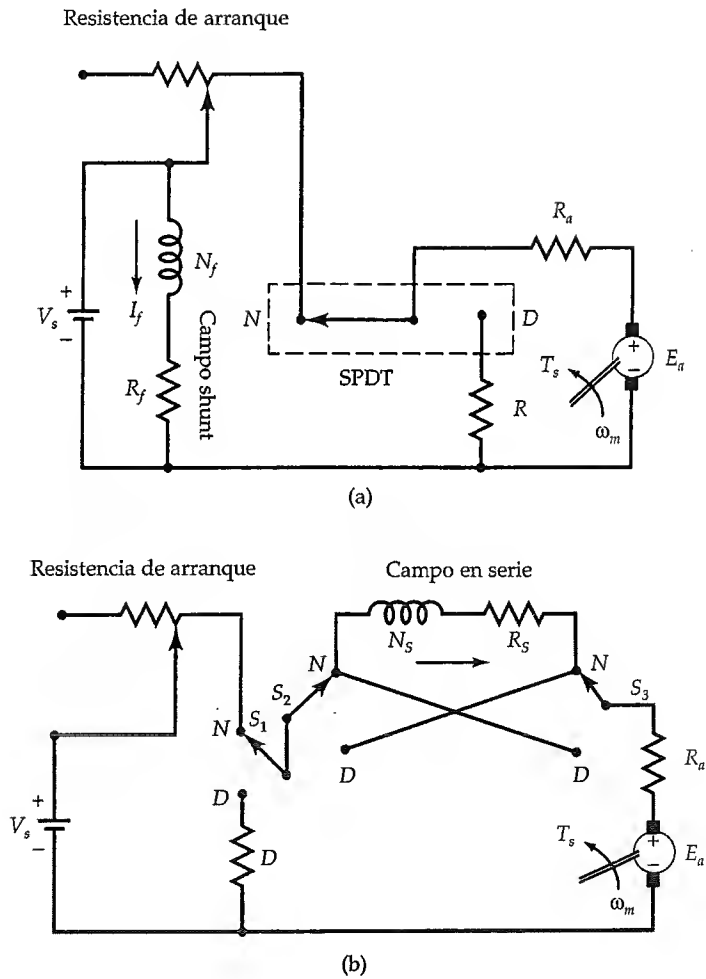 Resistencia de arranque
N_f
I_f
Campo shunt
R_f
+
V_s
−
N
D
SPDT
R
R_a
+
−
E_a
T_s
ω_m
(a)
Resistencia de arranque
Campo en serie
N_S
R_S
N
N
S_1
S_2
S_3
N
D
D
D
D
R_a
+
V_s
−
+
−
E_a
T_s
ω_m
(b)